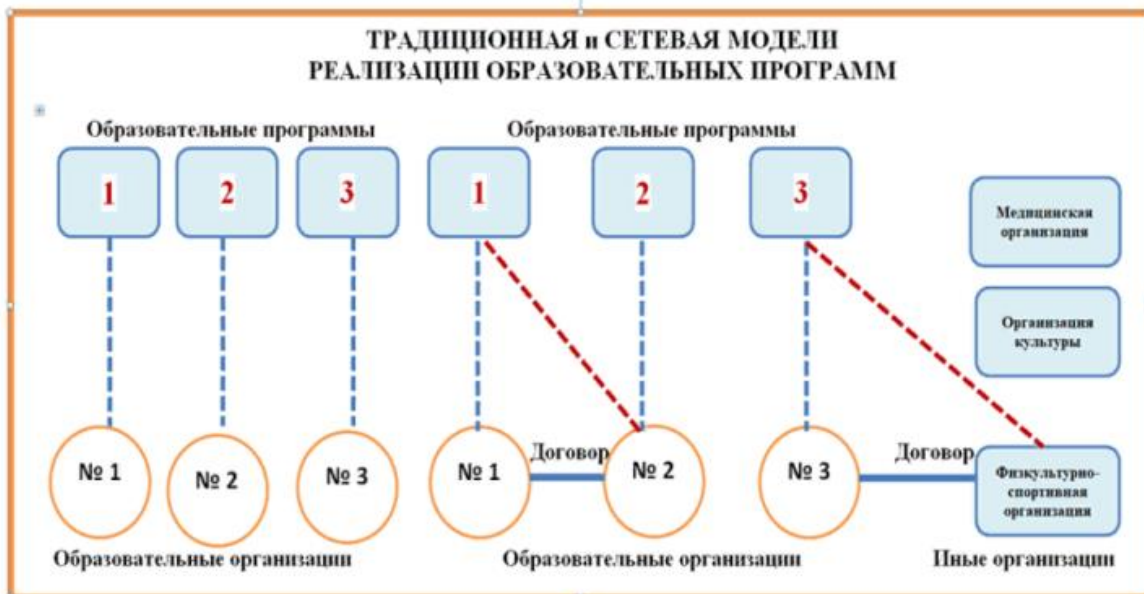 ТРАДИЦИОННАЯ и СЕТЕВАЯ МОДЕЛИ
РЕАЛИЗАЦИИ ОБРАЗОВАТЕЛЬНЫХ ПРОГРАММ
Образовательные программы
Образовательные программы
1
2
3
1
2
3
Медицинская
организация
Организация
культуры
№ 1
№ 2
№ 3
№ 1
Договор
№ 2
№ 3
Договор
Физкультурно-
спортивная
организация
Образовательные организации
Образовательные организации
Иные организации